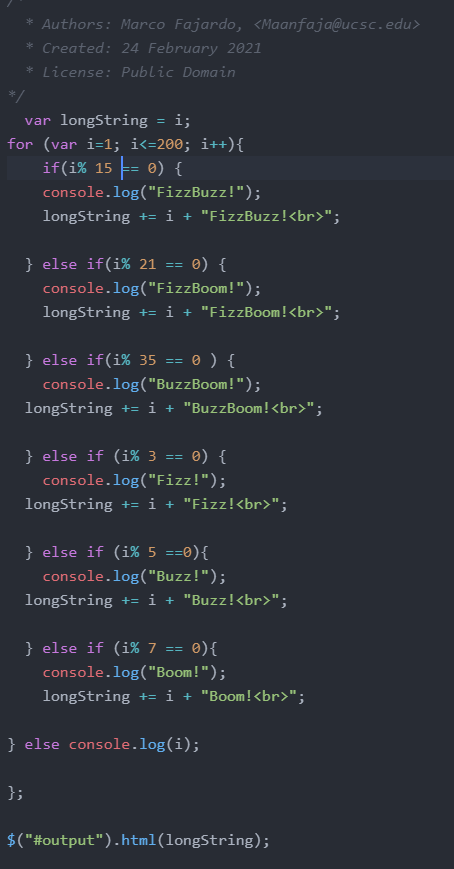 /*
* Authors: Marco Fajardo, <Maanfaja@ucsc.edu>
* Created: 24 February 2021
* License: Public Domain
*/
var longString = i;
for (var i=1; i<=200; i++){
if(i% 15 == 0) {
console.log("FizzBuzz!");
longString += i + "FizzBuzz!<br>";
} else if(i% 21 == 0) {
console.log("FizzBoom!");
longString += i + "FizzBoom!<br>";
} else if(i% 35 == 0 ) {
console.log("BuzzBoom!");
longString += i + "BuzzBoom!<br>";
} else if (i% 3 == 0) {
console.log("Fizz!");
longString += i + "Fizz!<br>";
} else if (i% 5 ==0){
console.log("Buzz!");
longString += i + "Buzz!<br>";
} else if (i% 7 == 0){
console.log("Boom!");
longString += i + "Boom!<br>";
} else console.log(i);
};
$("#output").html(longString);